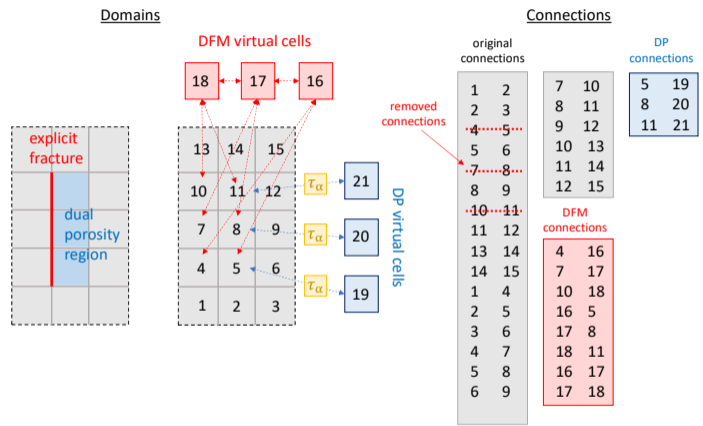 Domains
Connections
DFM virtual cells
18 17 16
explicit
fracture
dual
porosity
region
13 14 15
10 11 12
7 8 9
4 5 6
1 2 3
τα 21
τα 20
τα 19
DP virtual cells
removed
connections
original
connections
1 2
2 3
4 5
5 6
7 8
8 9
10 11
11 12
13 14
14 15
1 4
2 5
3 6
4 7
5 8
6 9
7 10
8 11
9 12
10 13
11 14
12 15
DFM
connections
4 16
7 17
10 18
16 5
17 8
18 11
16 17
17 18
DP
connections
5 19
8 20
11 21